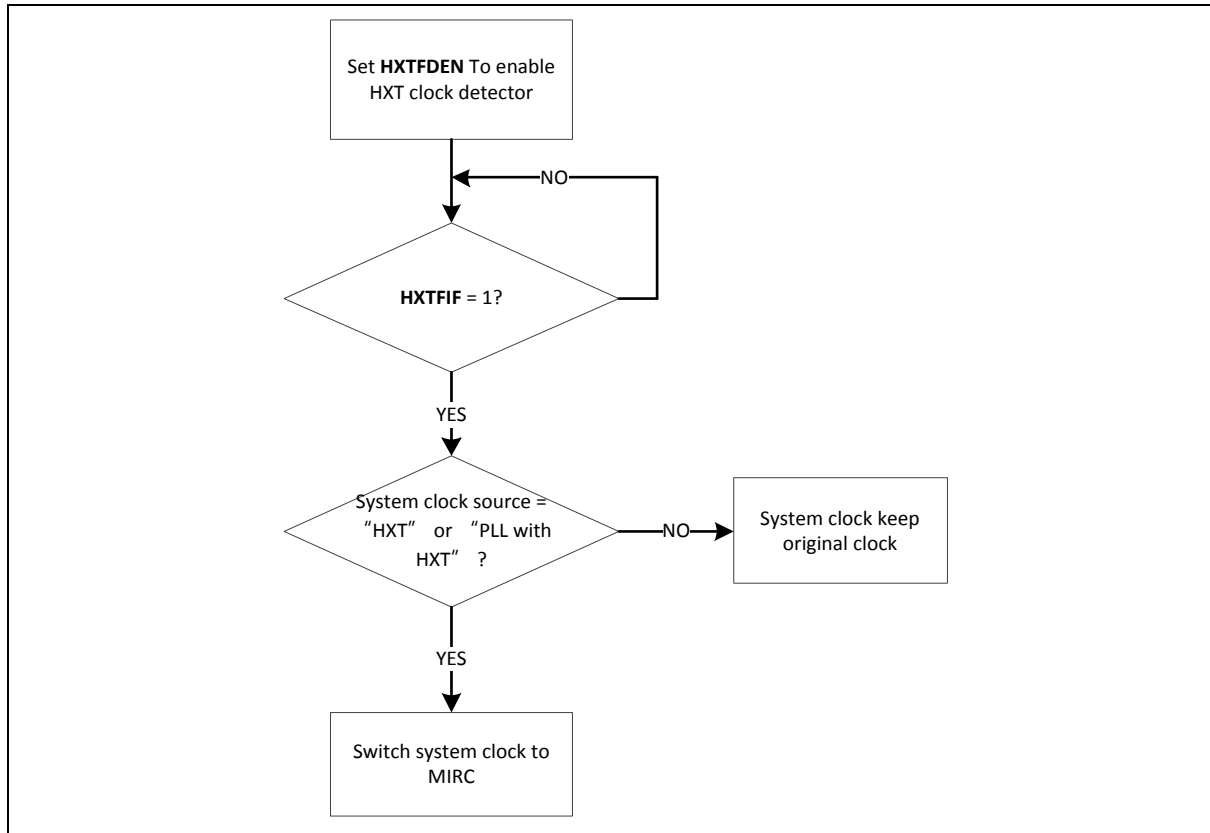 Set HXTFDEN To enable
HXT clock detector
NO
HXTFIF = 1?
YES
System clock source =
“HXT” or “PLL with
HXT” ?
NO
System clock keep
original clock
YES
Switch system clock to
MIRC